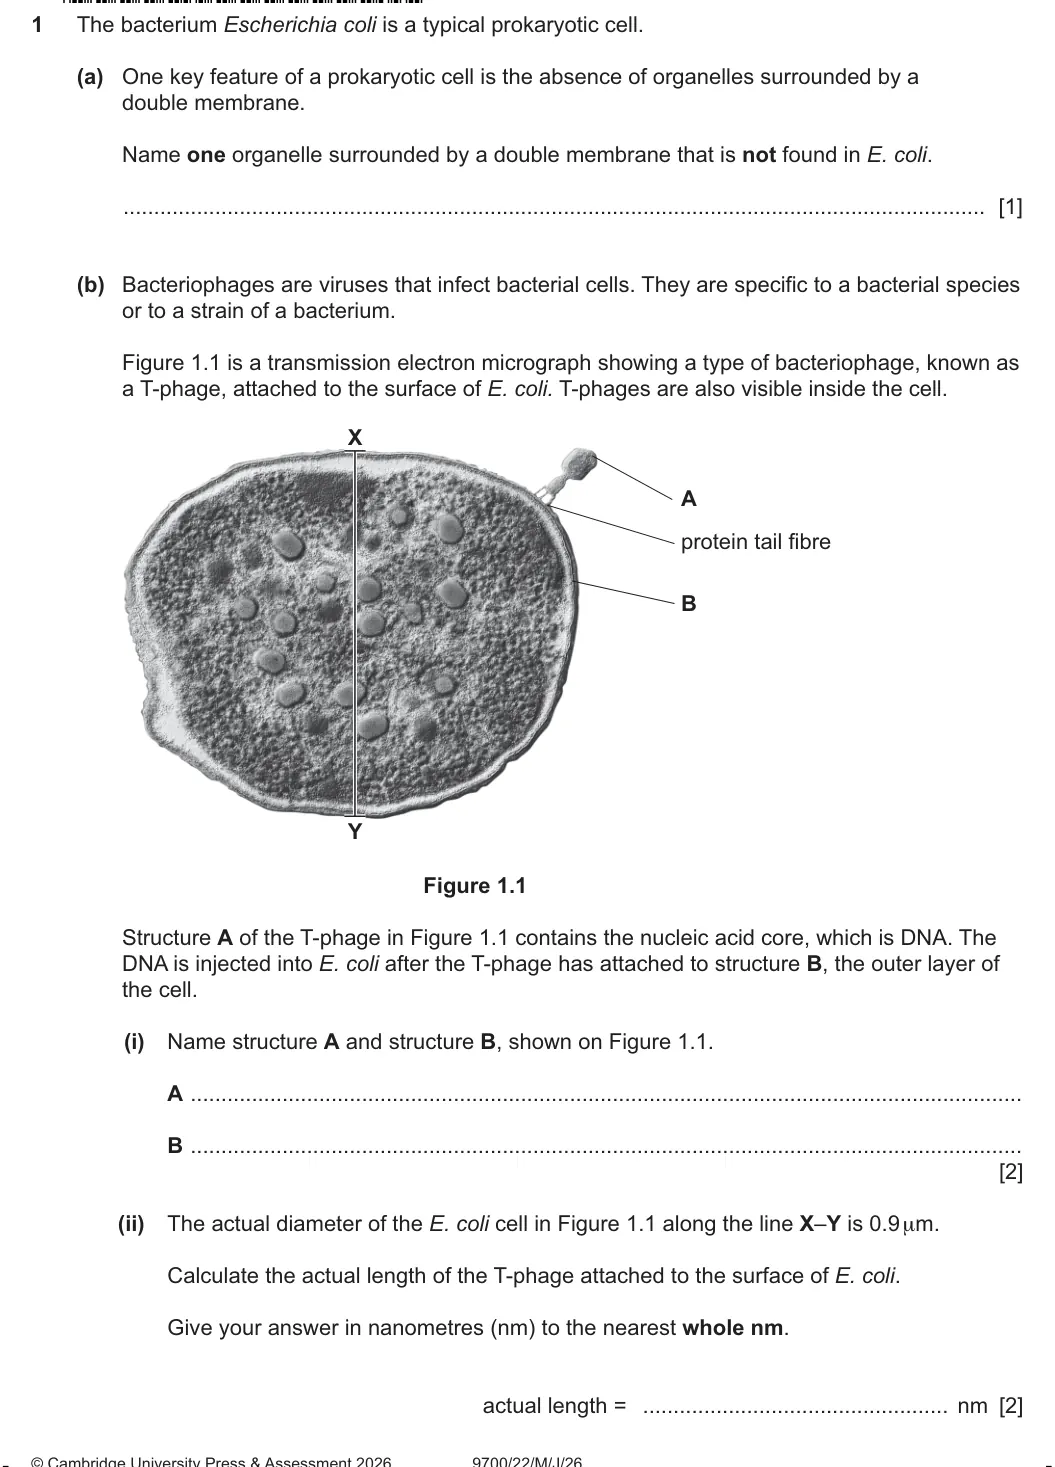 1 The bacterium Escherichia coli is a typical prokaryotic cell.
(a) One key feature of a prokaryotic cell is the absence of organelles surrounded by a
double membrane.
Name one organelle surrounded by a double membrane that is not found in E. coli.
.......................................................................................................................................... [1]
(b) Bacteriophages are viruses that infect bacterial cells. They are specific to a bacterial species
or to a strain of a bacterium.
Figure 1.1 is a transmission electron micrograph showing a type of bacteriophage, known as
a T-phage, attached to the surface of E. coli. T-phages are also visible inside the cell.
X
A
protein tail fibre
B
Y
Figure 1.1
Structure A of the T-phage in Figure 1.1 contains the nucleic acid core, which is DNA. The
DNA is injected into E. coli after the T-phage has attached to structure B, the outer layer of
the cell.
(i) Name structure A and structure B, shown on Figure 1.1.
A ........................................................................................................................................
B ........................................................................................................................................
[2]
(ii) The actual diameter of the E. coli cell in Figure 1.1 along the line X–Y is 0.9 μm.
Calculate the actual length of the T-phage attached to the surface of E. coli.
Give your answer in nanometres (nm) to the nearest whole nm.
actual length = .................................................. nm [2]
© Cambridge University Press & Assessment 2026 9700/22/M/J/26